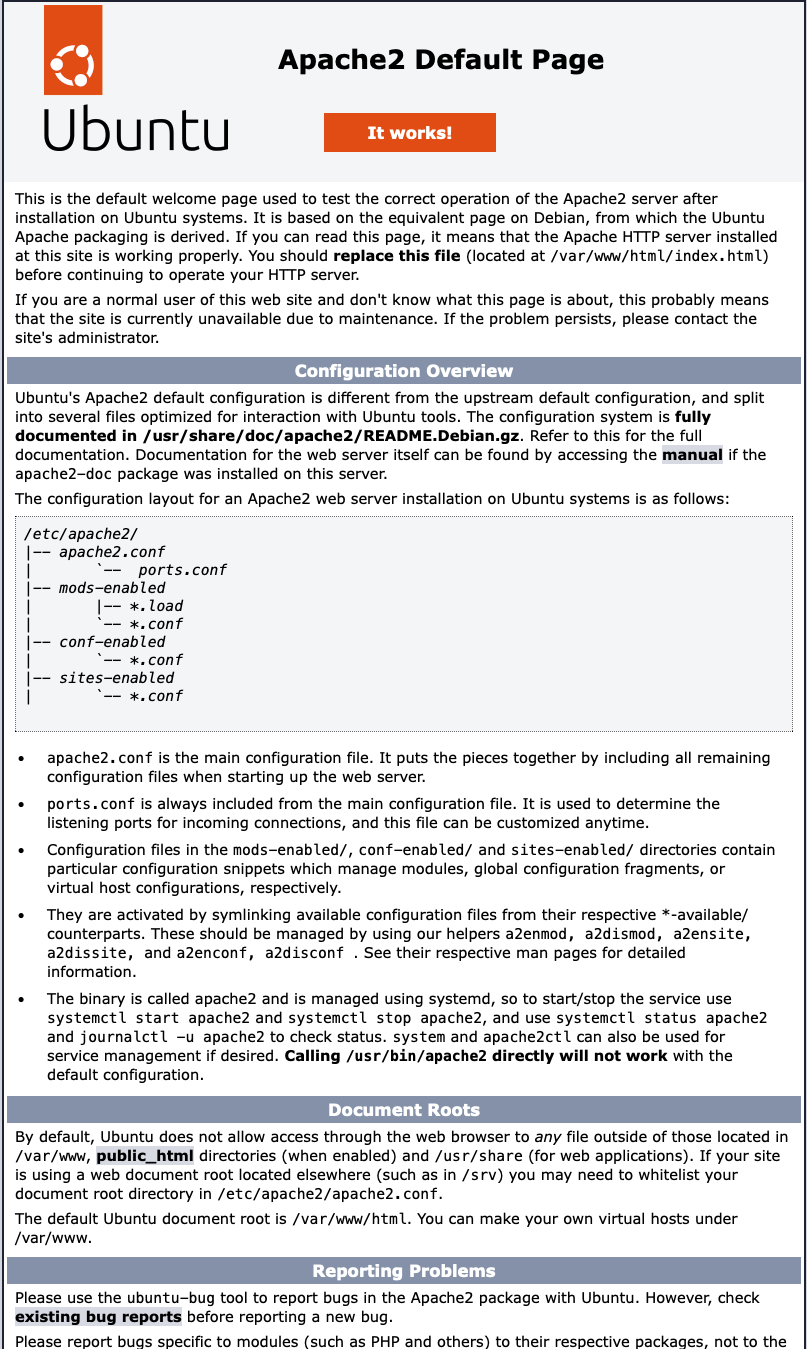 Apache2 Default Page
Ubuntu
It works!
This is the default welcome page used to test the correct operation of the Apache2 server after
installation on Ubuntu systems. It is based on the equivalent page on Debian, from which the Ubuntu
Apache packaging is derived. If you can read this page, it means that the Apache HTTP server installed
at this site is working properly. You should replace this file (located at /var/www/html/index.html)
before continuing to operate your HTTP server.
If you are a normal user of this web site and don't know what this page is about, this probably means
that the site is currently unavailable due to maintenance. If the problem persists, please contact the
site's administrator.
Configuration Overview
Ubuntu's Apache2 default configuration is different from the upstream default configuration, and split
into several files optimized for interaction with Ubuntu tools. The configuration system is fully
documented in /usr/share/doc/apache2/README.Debian.gz. Refer to this for the full
documentation. Documentation for the web server itself can be found by accessing the manual if the
apache2-doc package was installed on this server.
The configuration layout for an Apache2 web server installation on Ubuntu systems is as follows:
/etc/apache2/
|-- apache2.conf
|       `--  ports.conf
|-- mods-enabled
|       |-- *.load
|       `-- *.conf
|-- conf-enabled
|       `-- *.conf
|-- sites-enabled
|       `-- *.conf
• apache2.conf is the main configuration file. It puts the pieces together by including all remaining
configuration files when starting up the web server.
• ports.conf is always included from the main configuration file. It is used to determine the
listening ports for incoming connections, and this file can be customized anytime.
• Configuration files in the mods-enabled/, conf-enabled/ and sites-enabled/ directories contain
particular configuration snippets which manage modules, global configuration fragments, or
virtual host configurations, respectively.
• They are activated by symlinking available configuration files from their respective *-available/
counterparts. These should be managed by using our helpers a2enmod, a2dismod, a2ensite,
a2dissite, and a2enconf, a2disconf . See their respective man pages for detailed
information.
• The binary is called apache2 and is managed using systemd, so to start/stop the service use
systemctl start apache2 and systemctl stop apache2, and use systemctl status apache2
and journalctl -u apache2 to check status. system and apache2ctl can also be used for
service management if desired. Calling /usr/bin/apache2 directly will not work with the
default configuration.
Document Roots
By default, Ubuntu does not allow access through the web browser to any file outside of those located in
/var/www, public_html directories (when enabled) and /usr/share (for web applications). If your site
is using a web document root located elsewhere (such as in /srv) you may need to whitelist your
document root directory in /etc/apache2/apache2.conf.
The default Ubuntu document root is /var/www/html. You can make your own virtual hosts under
/var/www.
Reporting Problems
Please use the ubuntu-bug tool to report bugs in the Apache2 package with Ubuntu. However, check
existing bug reports before reporting a new bug.
Please report bugs specific to modules (such as PHP and others) to their respective packages, not to the